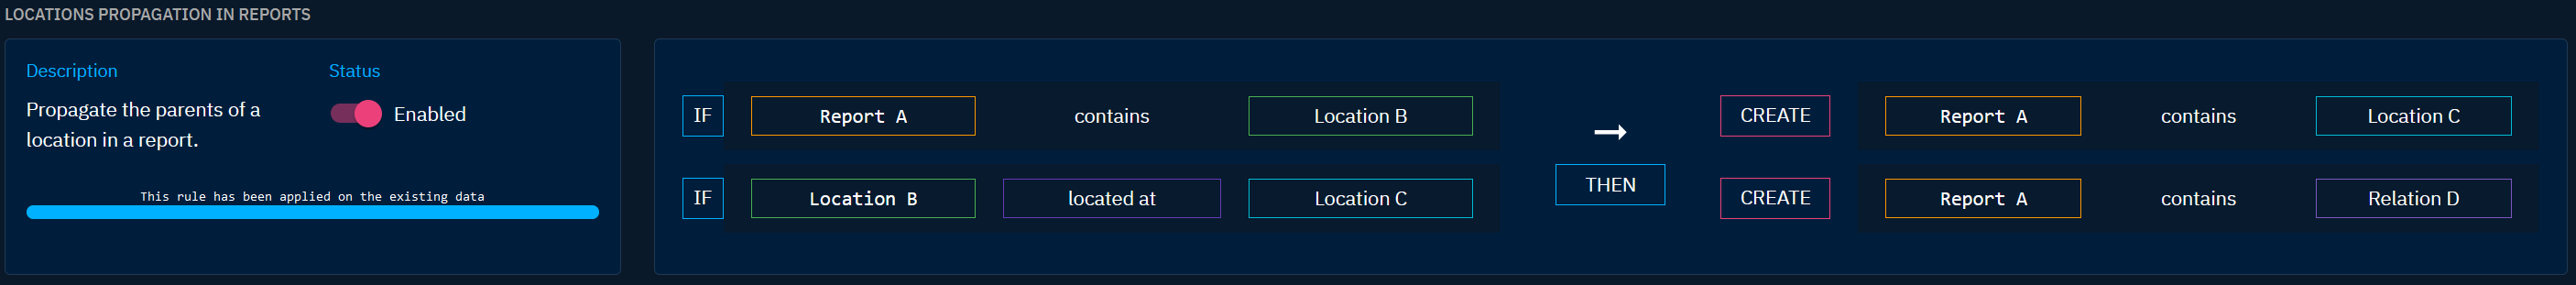 LOCATIONS PROPAGATION IN REPORTS
Description
Propagate the parents of a
location in a report.
Status
Enabled
This rule has been applied on the existing data
IF Report A contains Location B
IF Location B located at Location C
→
THEN
CREATE Report A contains Location C
CREATE Report A contains Relation D